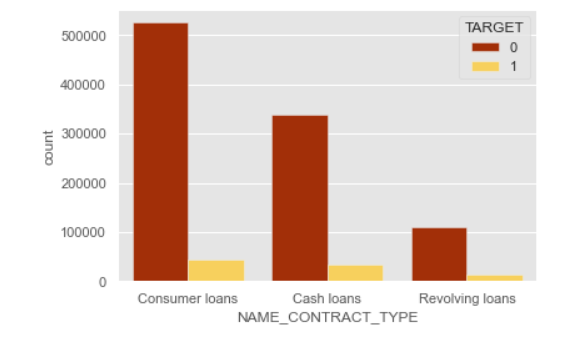 TARGET
0
1
500000
400000
300000
200000
100000
0
count
Consumer loans Cash loans Revolving loans
NAME_CONTRACT_TYPE